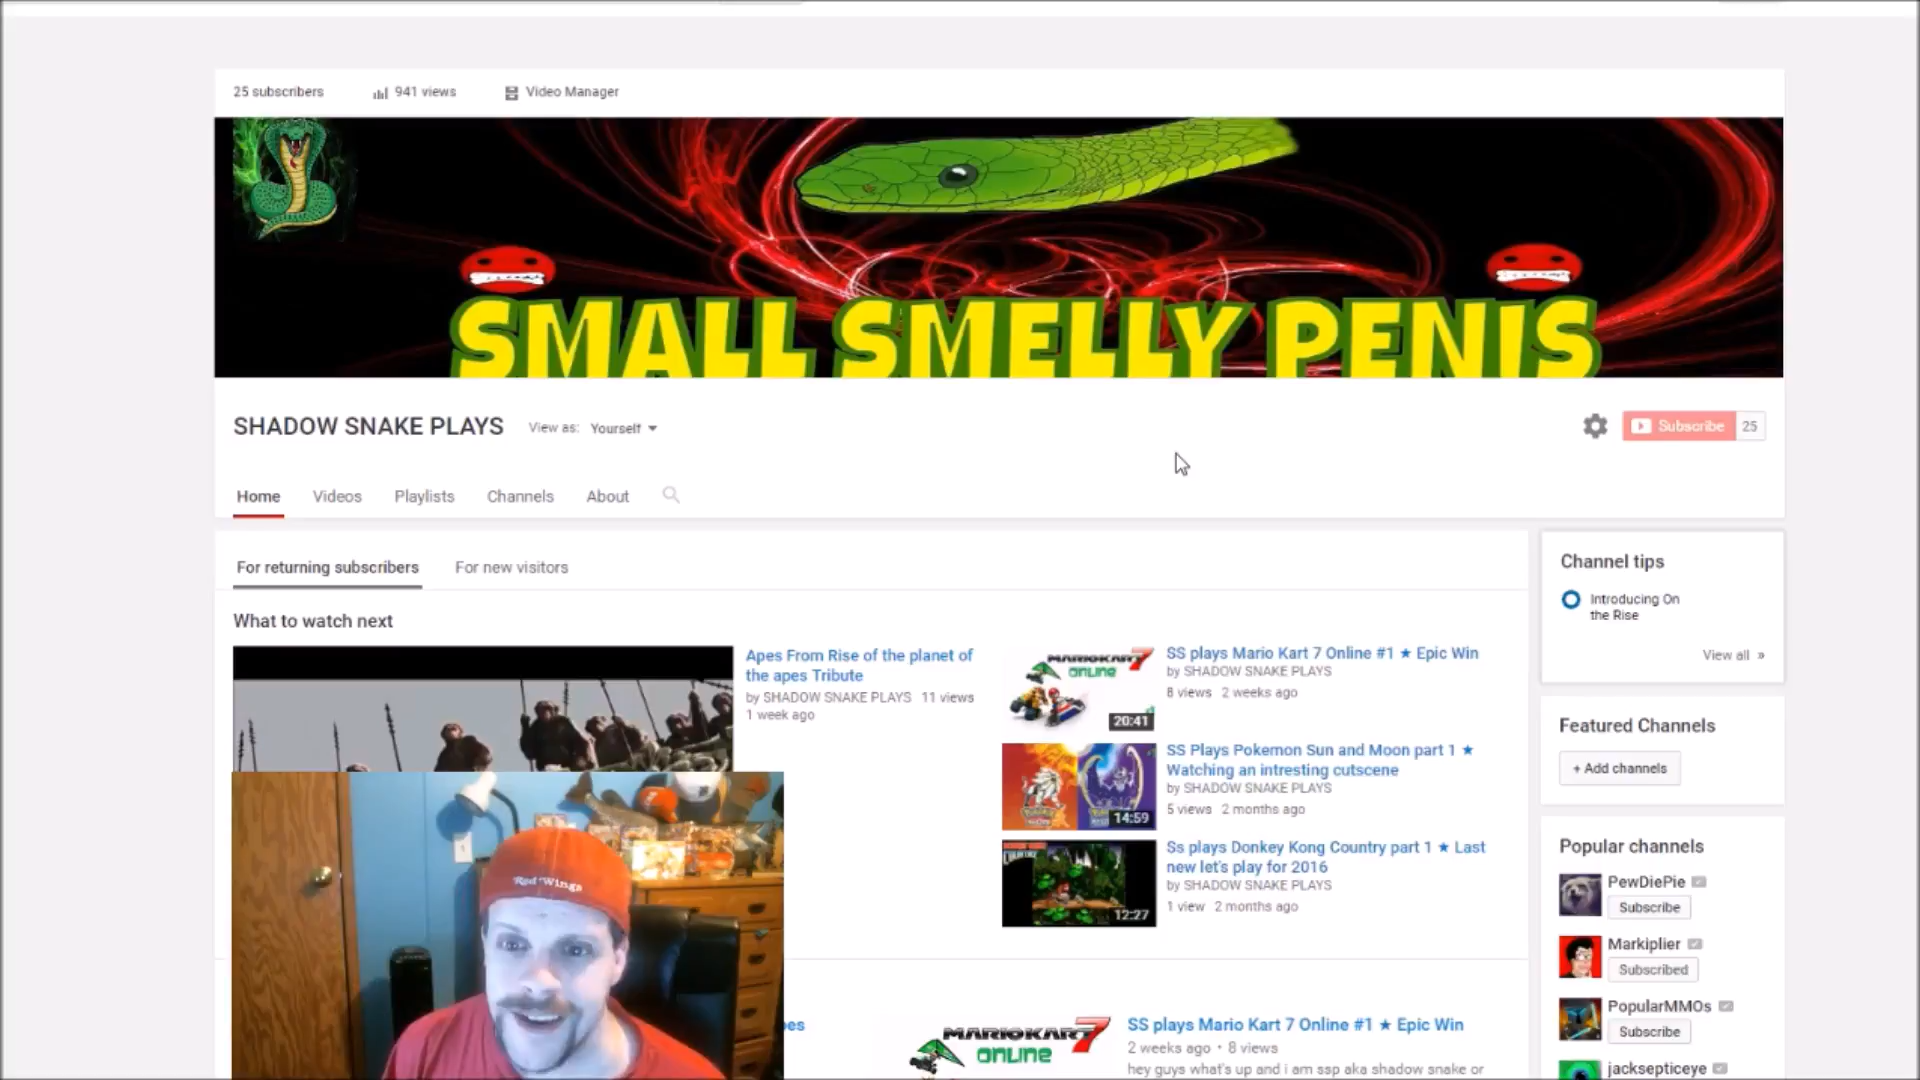 25 subscribers 941 views Video Manager
SMALL SMELLY PENIS
SHADOW SNAKE PLAYS View as: Yourself
Subscribe 25
Home Videos Playlists Channels About
For returning subscribers For new visitors
What to watch next
Apes From Rise of the planet of
the apes Tribute
by SHADOW SNAKE PLAYS 11 views
1 week ago
MARIOKART 7
ONLINE
20:41
SS plays Mario Kart 7 Online #1 ★ Epic Win
by SHADOW SNAKE PLAYS
8 views 2 weeks ago
14:59
SS Plays Pokemon Sun and Moon part 1 ★
Watching an intresting cutscene
by SHADOW SNAKE PLAYS
5 views 2 months ago
12:27
Ss plays Donkey Kong Country part 1 ★ Last
new let's play for 2016
by SHADOW SNAKE PLAYS
1 view 2 months ago
Red Wings
MARIOKART 7
ONLINE
SS plays Mario Kart 7 Online #1 ★ Epic Win
2 weeks ago • 8 views
hey guys what's up and i am ssp aka shadow snake or
Channel tips
Introducing On
the Rise
View all »
Featured Channels
+ Add channels
Popular channels
PewDiePie
Subscribe
Markiplier
Subscribed
PopularMMOs
Subscribe
jacksepticeye